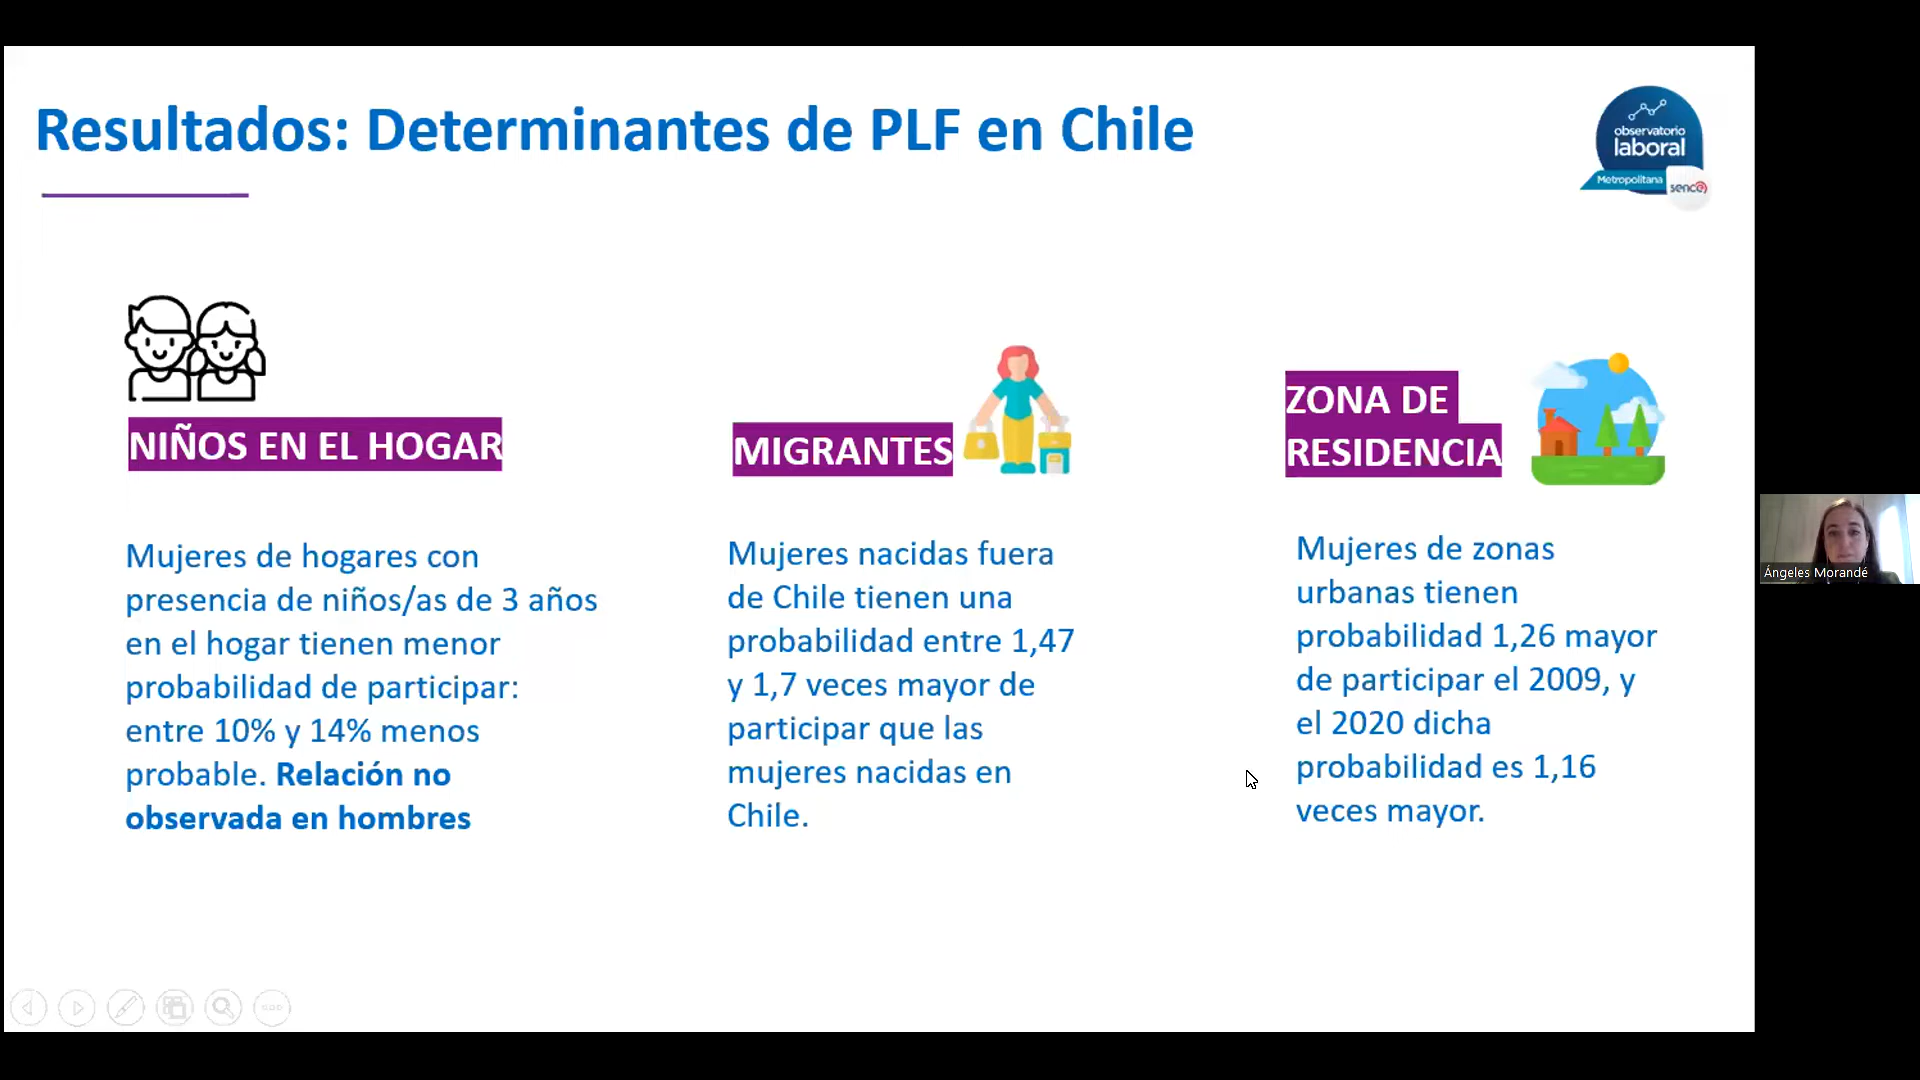 Resultados: Determinantes de PLF en Chile
observatorio
laboral
Metropolitana
sence
NIÑOS EN EL HOGAR
Mujeres de hogares con
presencia de niños/as de 3 años
en el hogar tienen menor
probabilidad de participar:
entre 10% y 14% menos
probable. Relación no
observada en hombres
MIGRANTES
Mujeres nacidas fuera
de Chile tienen una
probabilidad entre 1,47
y 1,7 veces mayor de
participar que las
mujeres nacidas en
Chile.
ZONA DE
RESIDENCIA
Mujeres de zonas
urbanas tienen
probabilidad 1,26 mayor
de participar el 2009, y
el 2020 dicha
probabilidad es 1,16
veces mayor.
Ángeles Morandé